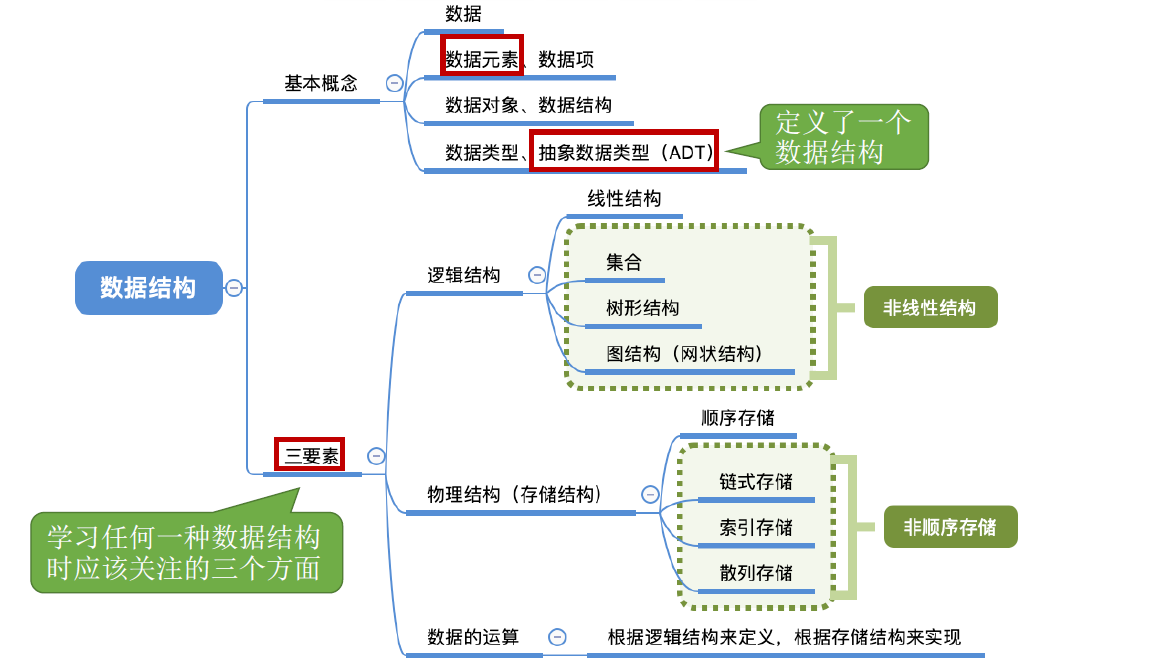 数据
数据元素、数据项
基本概念
数据对象、数据结构
定义了一个
数据结构
数据类型、抽象数据类型（ADT）
线性结构
集合
逻辑结构
数据结构
树形结构
非线性结构
图结构（网状结构）
顺序存储
三要素
链式存储
物理结构（存储结构）
索引存储
非顺序存储
学习任何一种数据结构
时应该关注的三个方面
散列存储
数据的运算
根据逻辑结构来定义，根据存储结构来实现